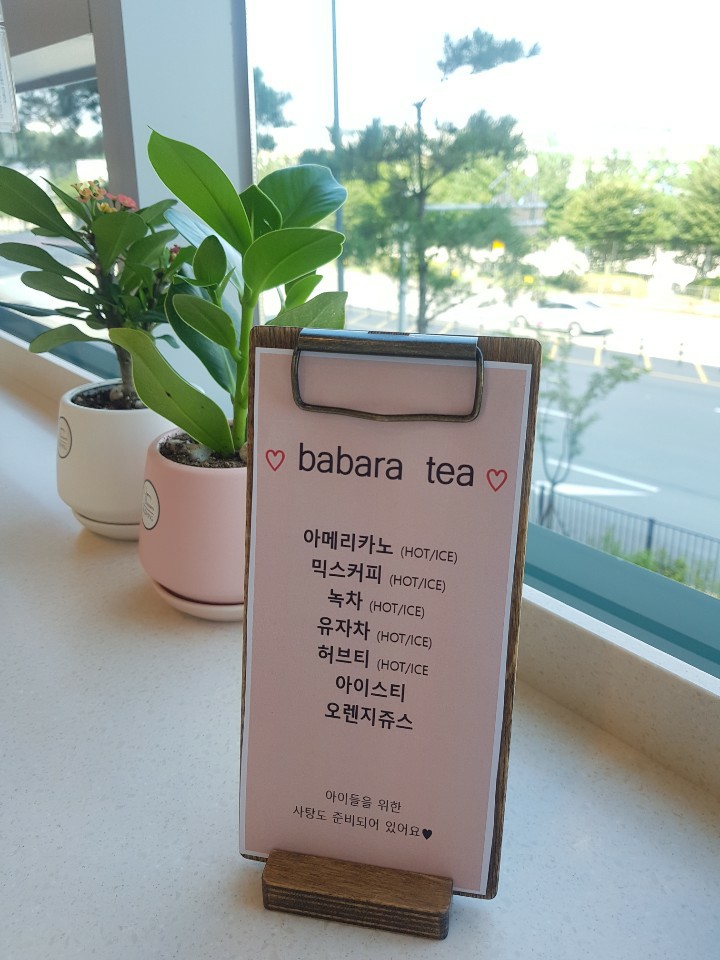 ♡ babara tea ♡
아메리카노 (HOT/ICE)
믹스커피 (HOT/ICE)
녹차 (HOT/ICE)
유자차 (HOT/ICE)
허브티 (HOT/ICE
아이스티
오렌지쥬스
아이들을 위한
사탕도 준비되어 있어요♥